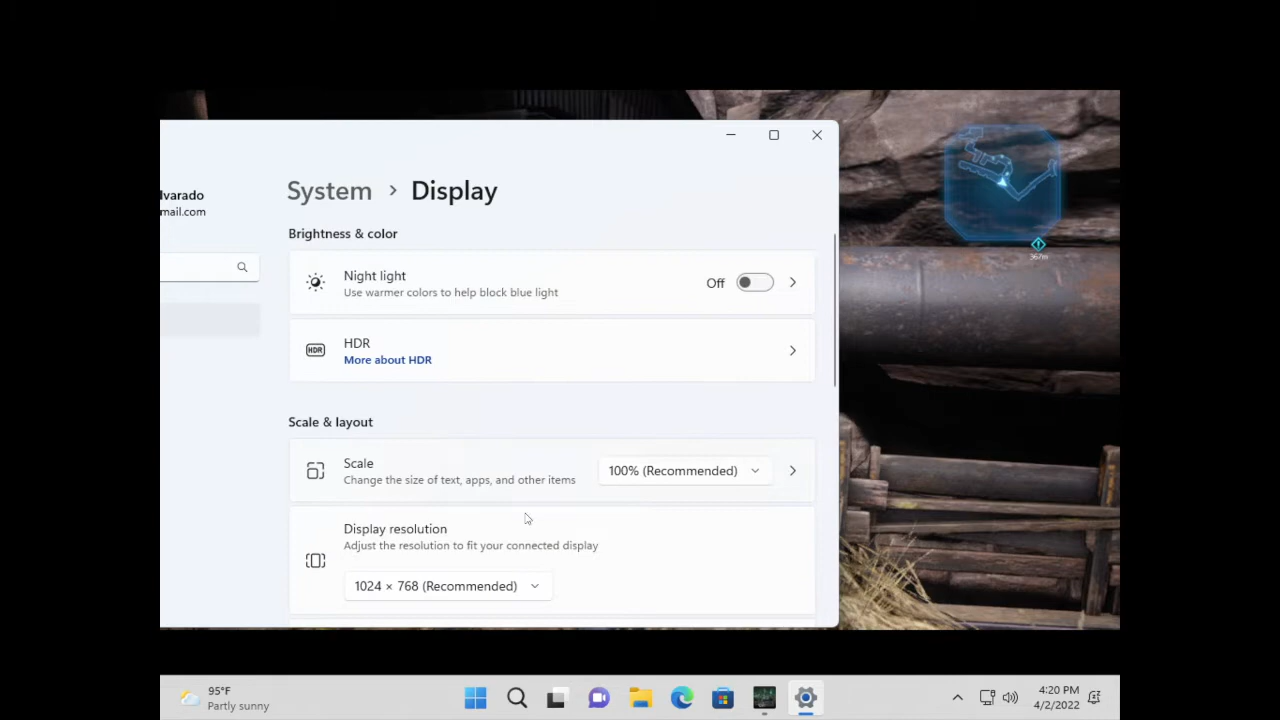 lvarado
mail.com
System > Display
Brightness & color
Night light
Use warmer colors to help block blue light
Off
HDR
HDR
More about HDR
Scale & layout
Scale
Change the size of text, apps, and other items
100% (Recommended)
Display resolution
Adjust the resolution to fit your connected display
1024 × 768 (Recommended)
367m
95°F
Partly sunny
4:20 PM
4/2/2022